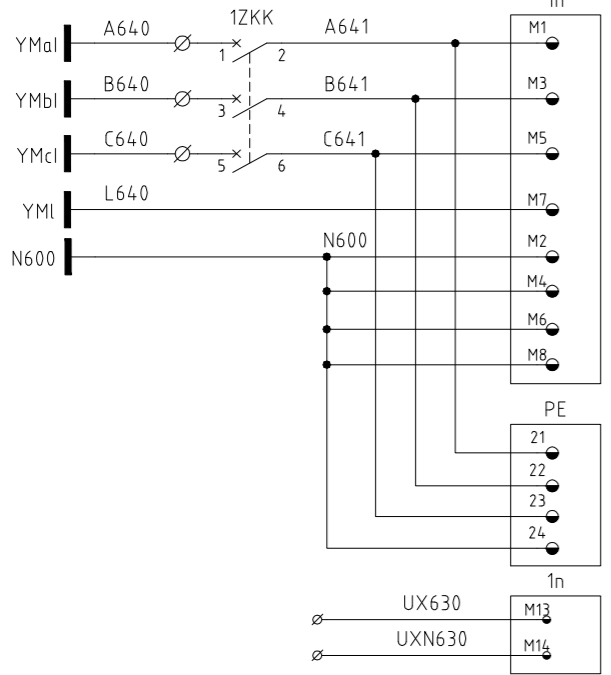 1n
1ZKK
YMaI A640 1 2 A641 M1
YMbI B640 3 4 B641 M3
YMcI C640 5 6 C641 M5
YMl L640 M7
N600 N600 M2
M4
M6
M8
PE
21
22
23
24
1n
UX630 M13
UXN630 M14